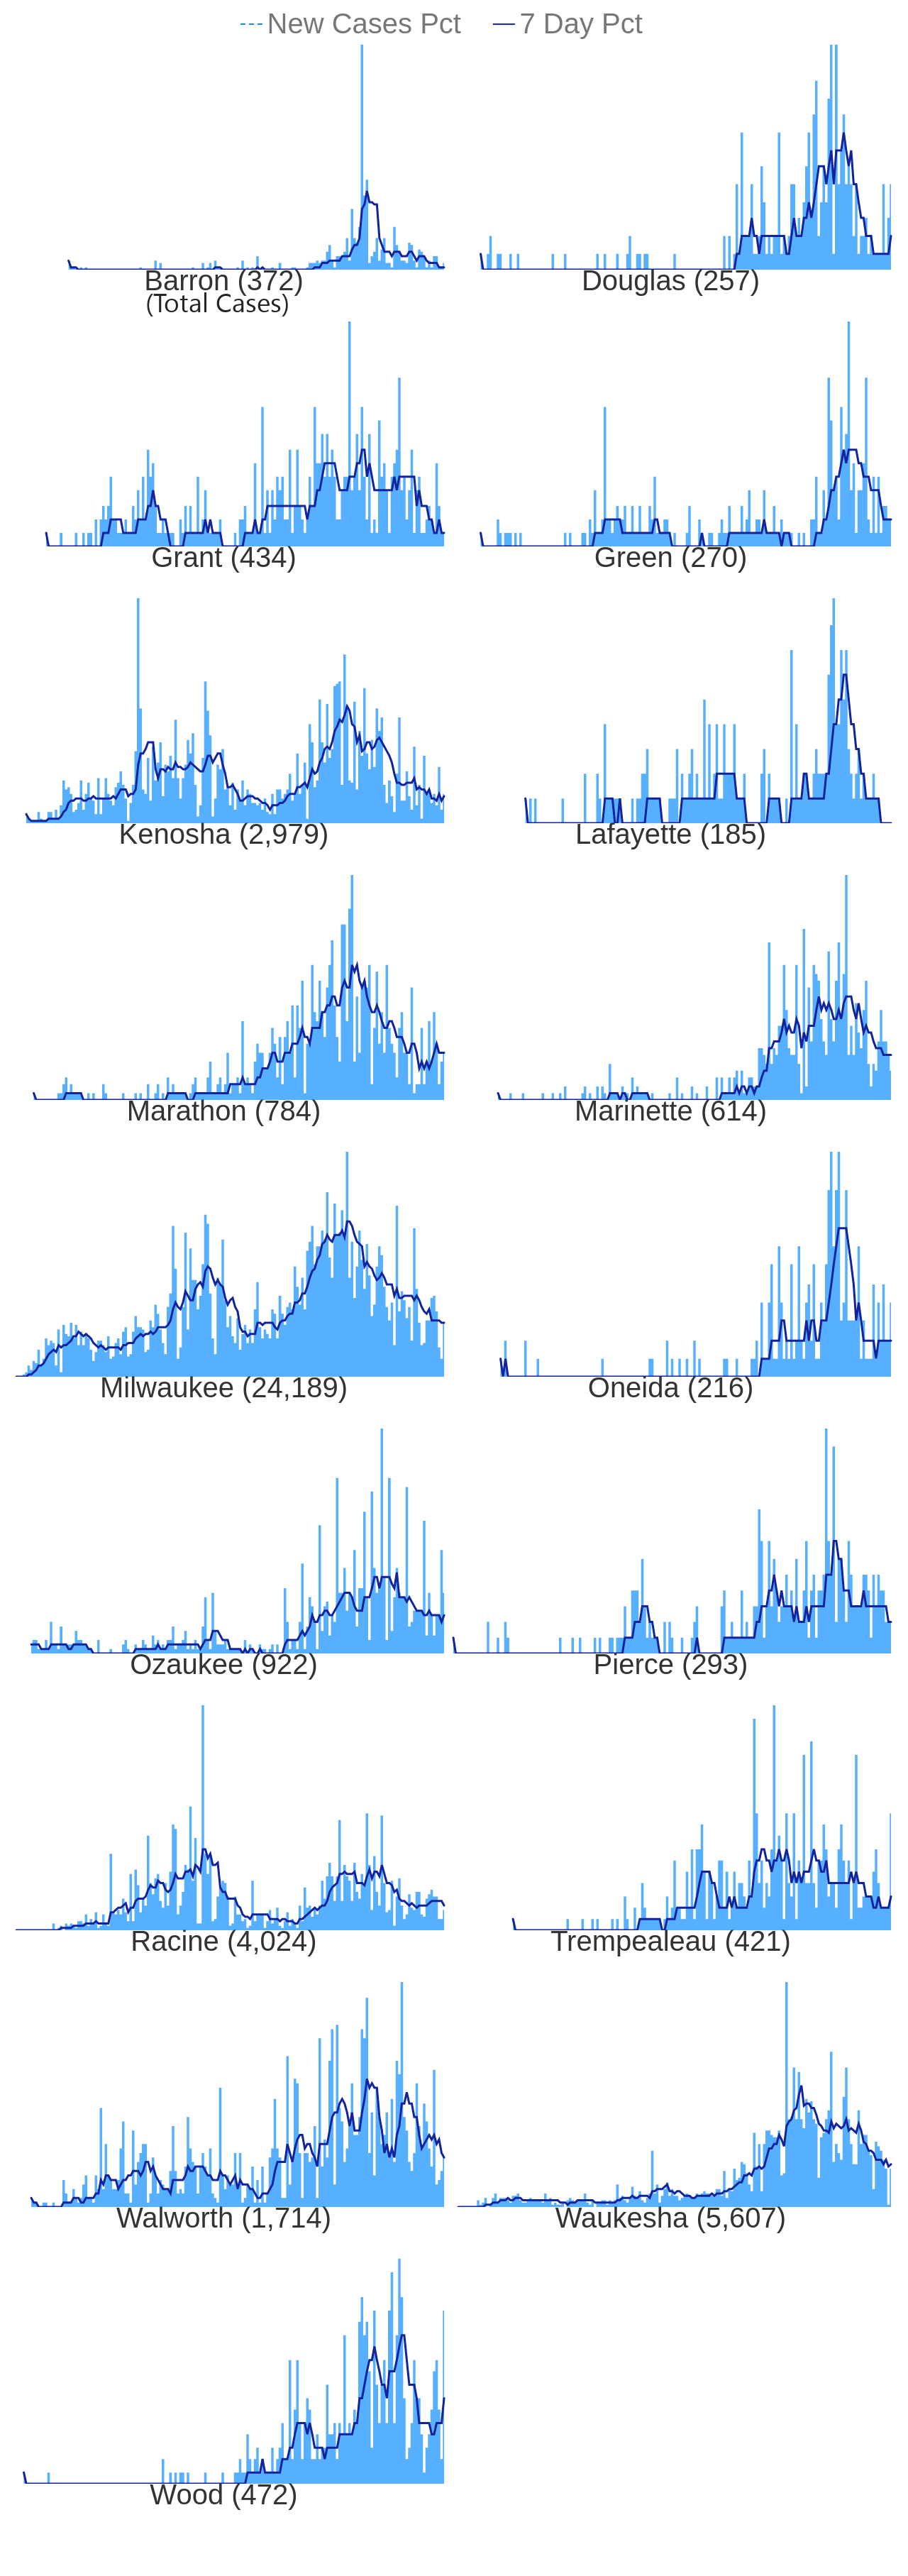 New Cases Pct 7 Day Pct
Barron (372) Douglas (257)
(Total Cases)
Grant (434) Green (270)
Kenosha (2,979) Lafayette (185)
Marathon (784) Marinette (614)
Milwaukee (24,189) Oneida (216)
Ozaukee (922) Pierce (293)
Racine (4,024) Trempealeau (421)
Walworth (1,714) Waukesha (5,607)
Wood (472)